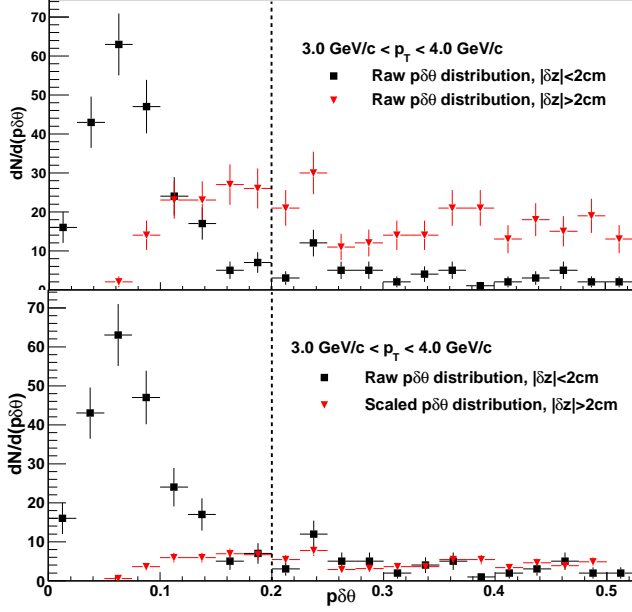 70
60
50
40
30
20
10
0
dN/d(pδθ)
3.0 GeV/c < p_T < 4.0 GeV/c
Raw pδθ distribution, |δz|<2cm
Raw pδθ distribution, |δz|>2cm
70
60
50
40
30
20
10
0
dN/d(pδθ)
3.0 GeV/c < p_T < 4.0 GeV/c
Raw pδθ distribution, |δz|<2cm
Scaled pδθ distribution, |δz|>2cm
0 0.1 0.2 0.3 0.4 0.5
pδθ